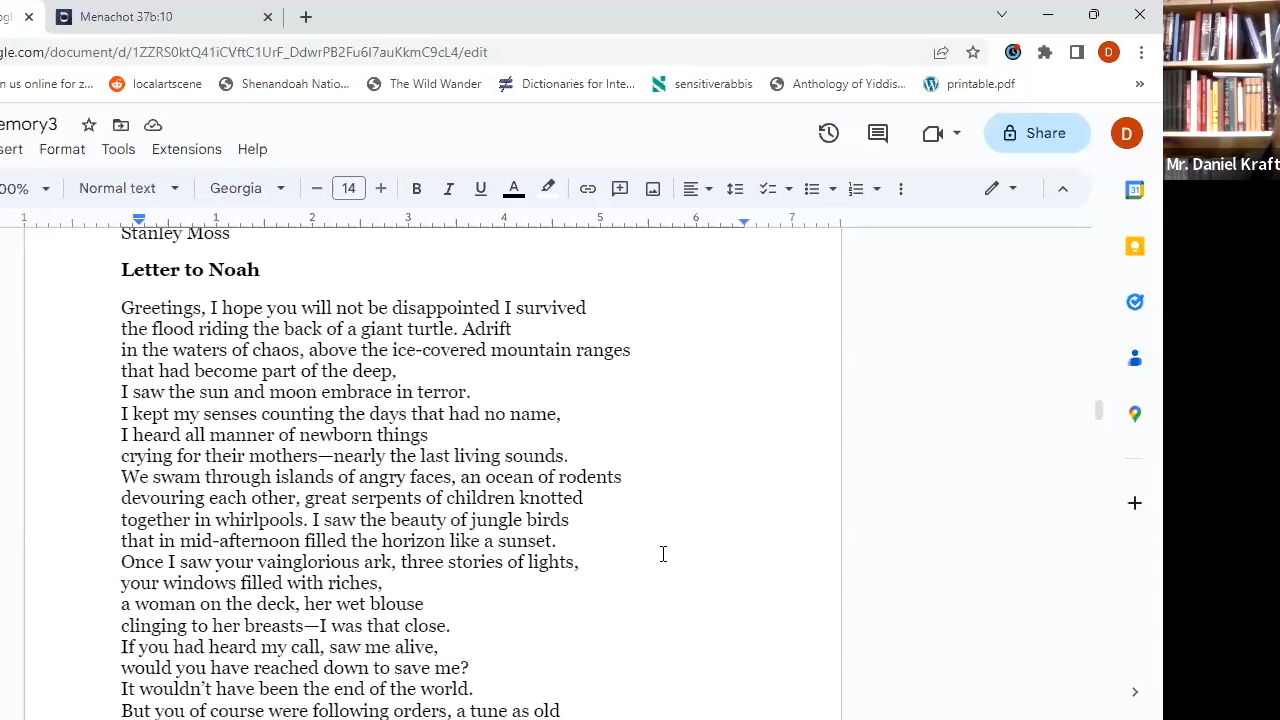 Menachot 37b:10
gle.com/document/d/1ZZRS0ktQ41iCVftC1UrF_DdwrPB2Fu6I7auKkmC9cL4/edit
n us online for z... localartscene Shenandoah Natio... The Wild Wander Dictionaries for Inte... sensitiverabbis Anthology of Yiddis... printable.pdf »
emory3
Share
D
sert Format Tools Extensions Help
00% Normal text Georgia 14 B I U A
1 1 2 3 4 5 6 7
Mr. Daniel Kraft
Stanley Moss
Letter to Noah
Greetings, I hope you will not be disappointed I survived
the flood riding the back of a giant turtle. Adrift
in the waters of chaos, above the ice-covered mountain ranges
that had become part of the deep,
I saw the sun and moon embrace in terror.
I kept my senses counting the days that had no name,
I heard all manner of newborn things
crying for their mothers—nearly the last living sounds.
We swam through islands of angry faces, an ocean of rodents
devouring each other, great serpents of children knotted
together in whirlpools. I saw the beauty of jungle birds
that in mid-afternoon filled the horizon like a sunset.
Once I saw your vainglorious ark, three stories of lights,
your windows filled with riches,
a woman on the deck, her wet blouse
clinging to her breasts—I was that close.
If you had heard my call, saw me alive,
would you have reached down to save me?
It wouldn’t have been the end of the world.
But you of course were following orders, a tune as old